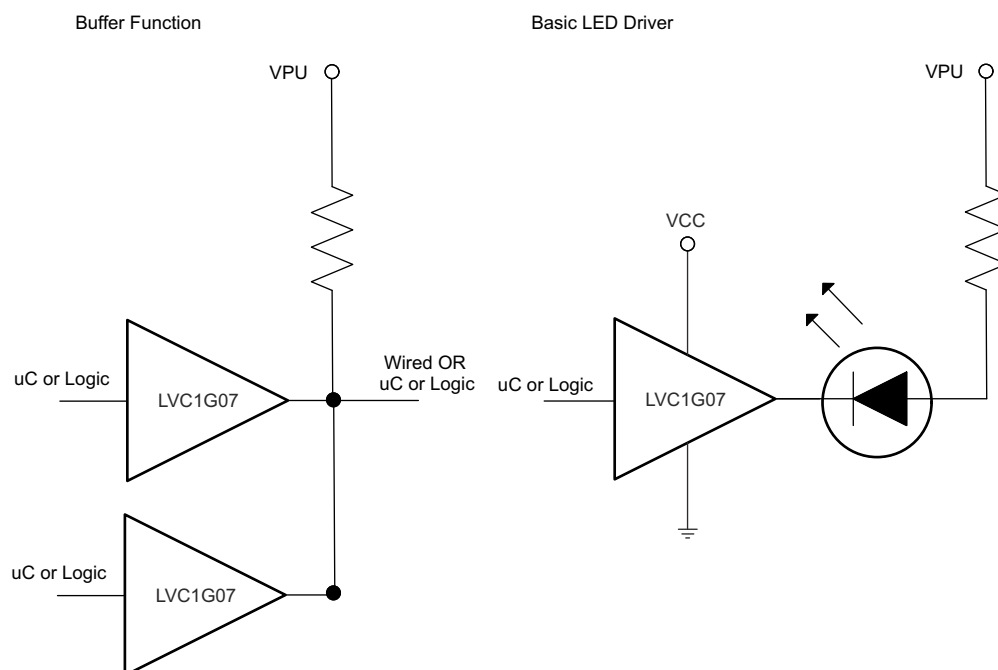 Buffer Function
VPU
uC or Logic
LVC1G07
Wired OR
uC or Logic
uC or Logic
LVC1G07
Basic LED Driver
VPU
VCC
uC or Logic
LVC1G07